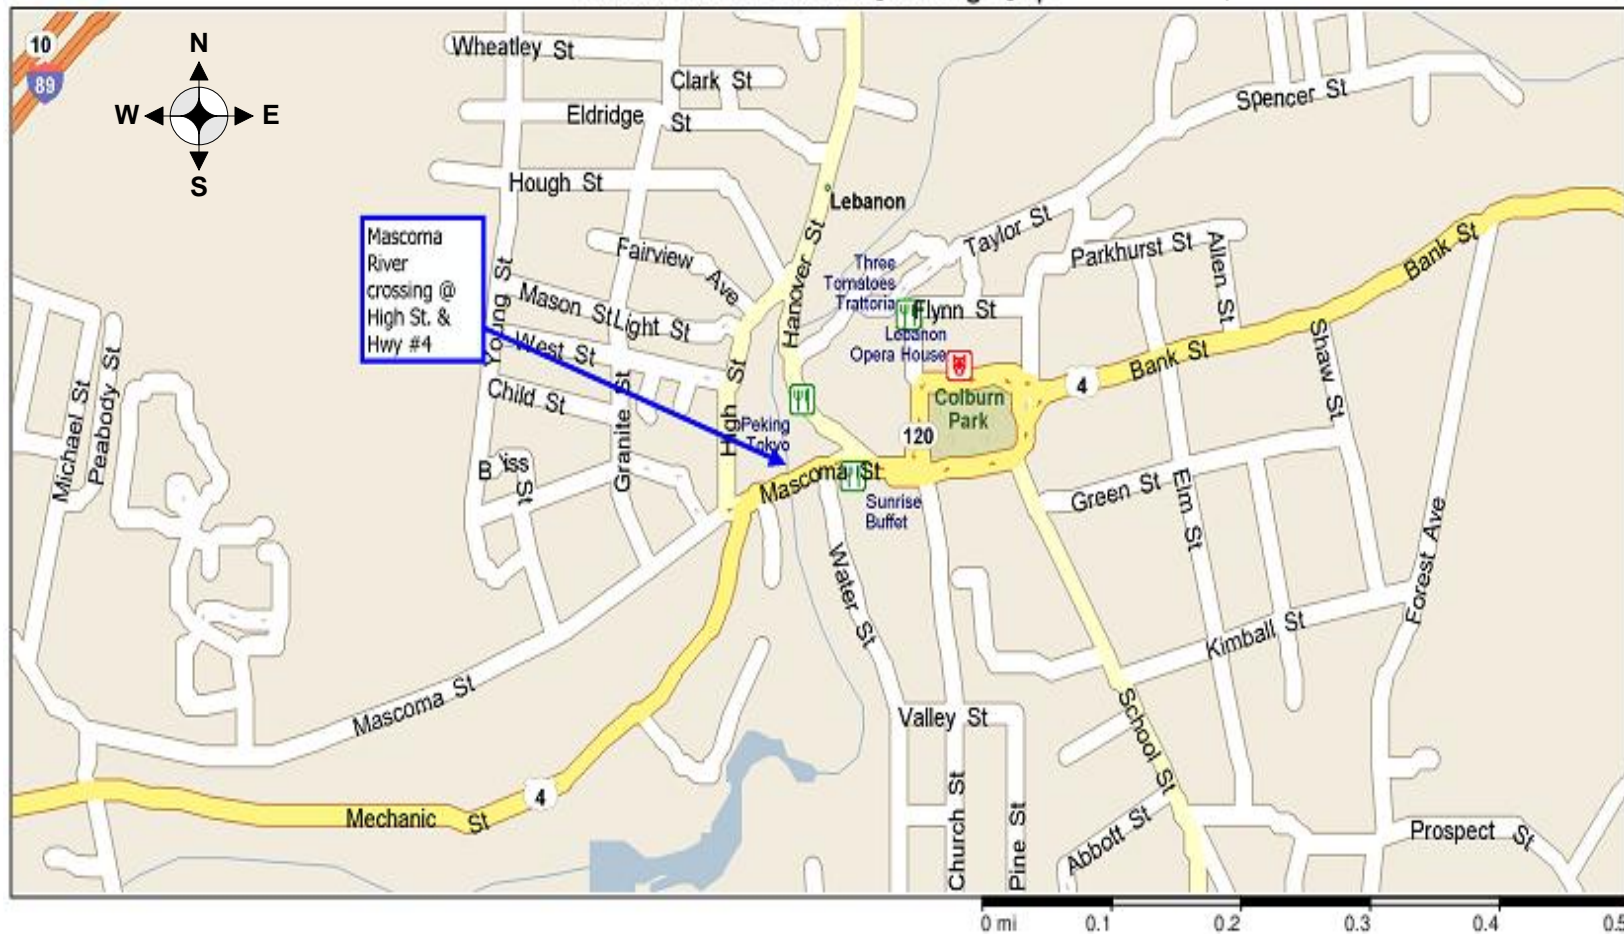 10
89
N
W E
S
Wheatley St
Clark St
Eldridge St
Hough St
Spencer St
Lebanon
Mascoma
River
crossing @
High St. &
Hwy #4
Fairview Ave
Hanover St
Taylor St
Parkhurst St
Allen St
Bank St
Three
Tomatoes
Trattoria
Flynn St
Young St
Mason St
Light St
West St
Lebanon
Opera House
Bank St
4
Shaw St
Michael St
Peabody St
Child St
Granite St
High St
Peking
Tokyo
Colburn
Park
120
Bliss St
Mascoma St
Sunrise
Buffet
Green St
Elm St
Forest Ave
Water St
Kimball St
Mascoma St
Valley St
School St
4
Mechanic St
Church St
Pine St
Abbott St
Prospect St
0 mi 0.1 0.2 0.3 0.4